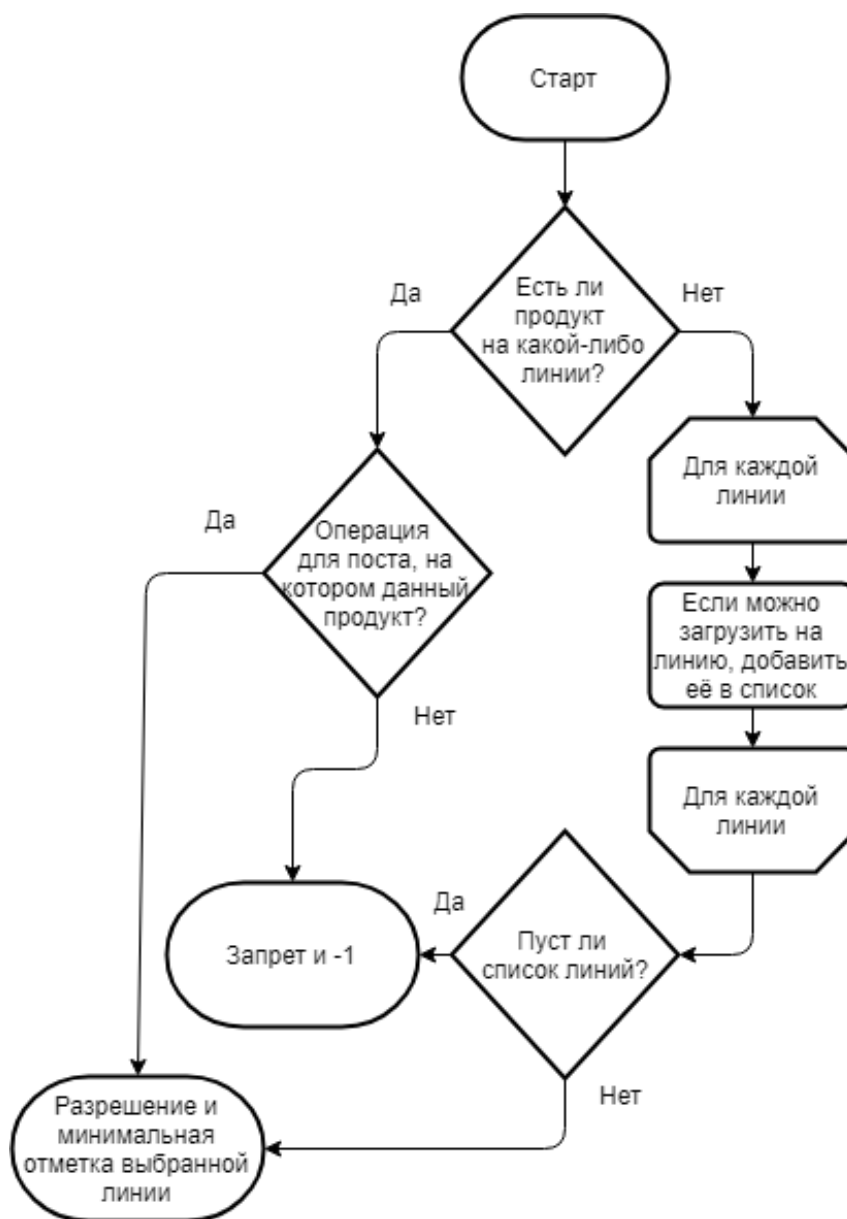 Старт
Есть ли
продукт
на какой-либо
линии?
Да
Нет
Для каждой
линии
Операция
для поста, на
котором данный
продукт?
Да
Нет
Если можно
загрузить на
линию, добавить
её в список
Для каждой
линии
Пуст ли
список линий?
Да
Нет
Запрет и -1
Разрешение и
минимальная
отметка выбранной
линии